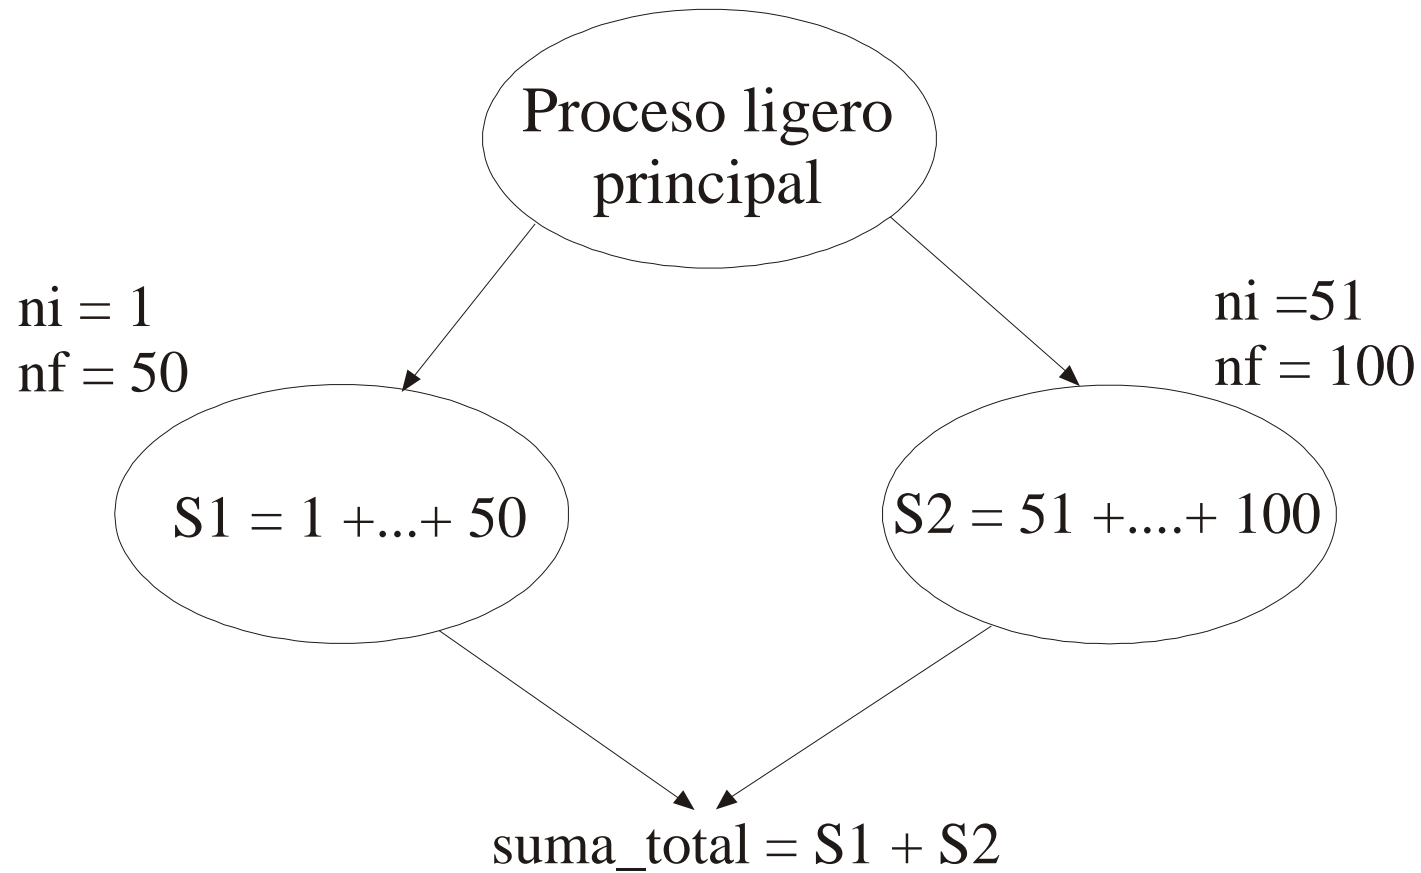 Proceso ligero
principal
ni = 1
nf = 50
ni =51
nf = 100
S1 = 1 +...+ 50
S2 = 51 +....+ 100
suma_total = S1 + S2